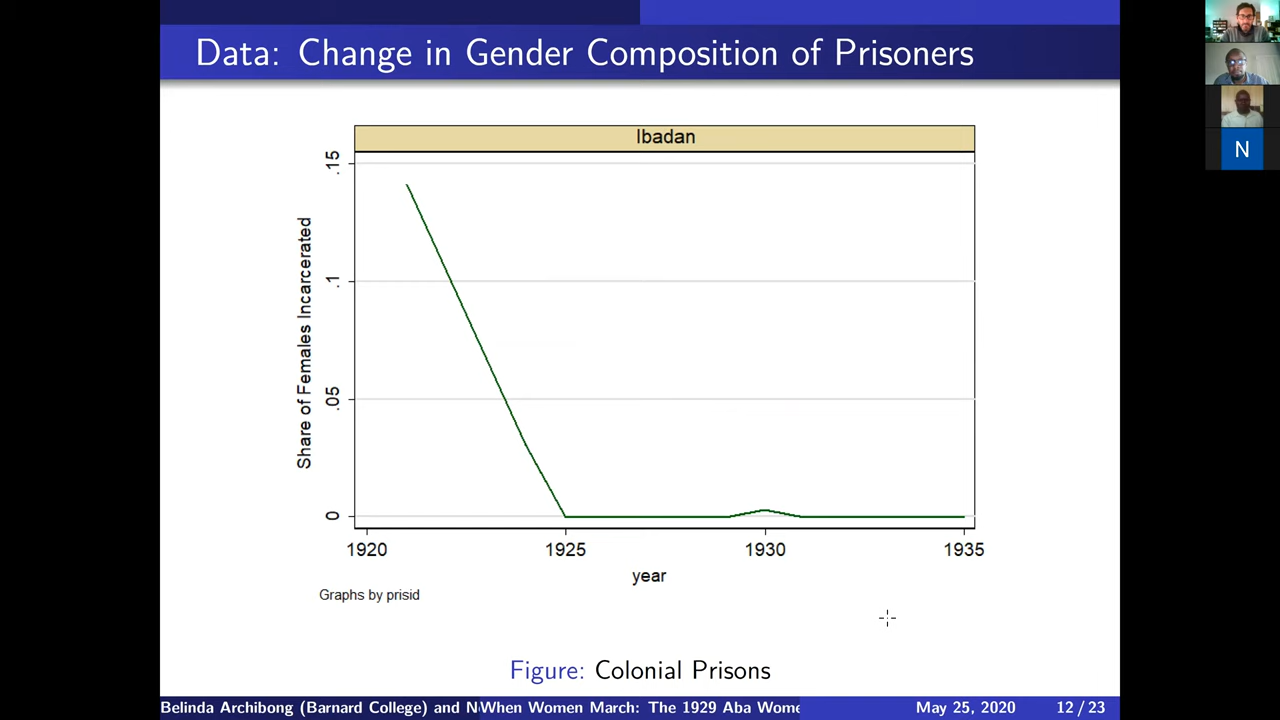 Data: Change in Gender Composition of Prisoners
Ibadan
Share of Females Incarcerated
.15
.1
.05
0
1920 1925 1930 1935
year
Graphs by prisid
Figure: Colonial Prisons
Belinda Archibong (Barnard College) and N When Women March: The 1929 Aba Wome May 25, 2020 12 / 23
N